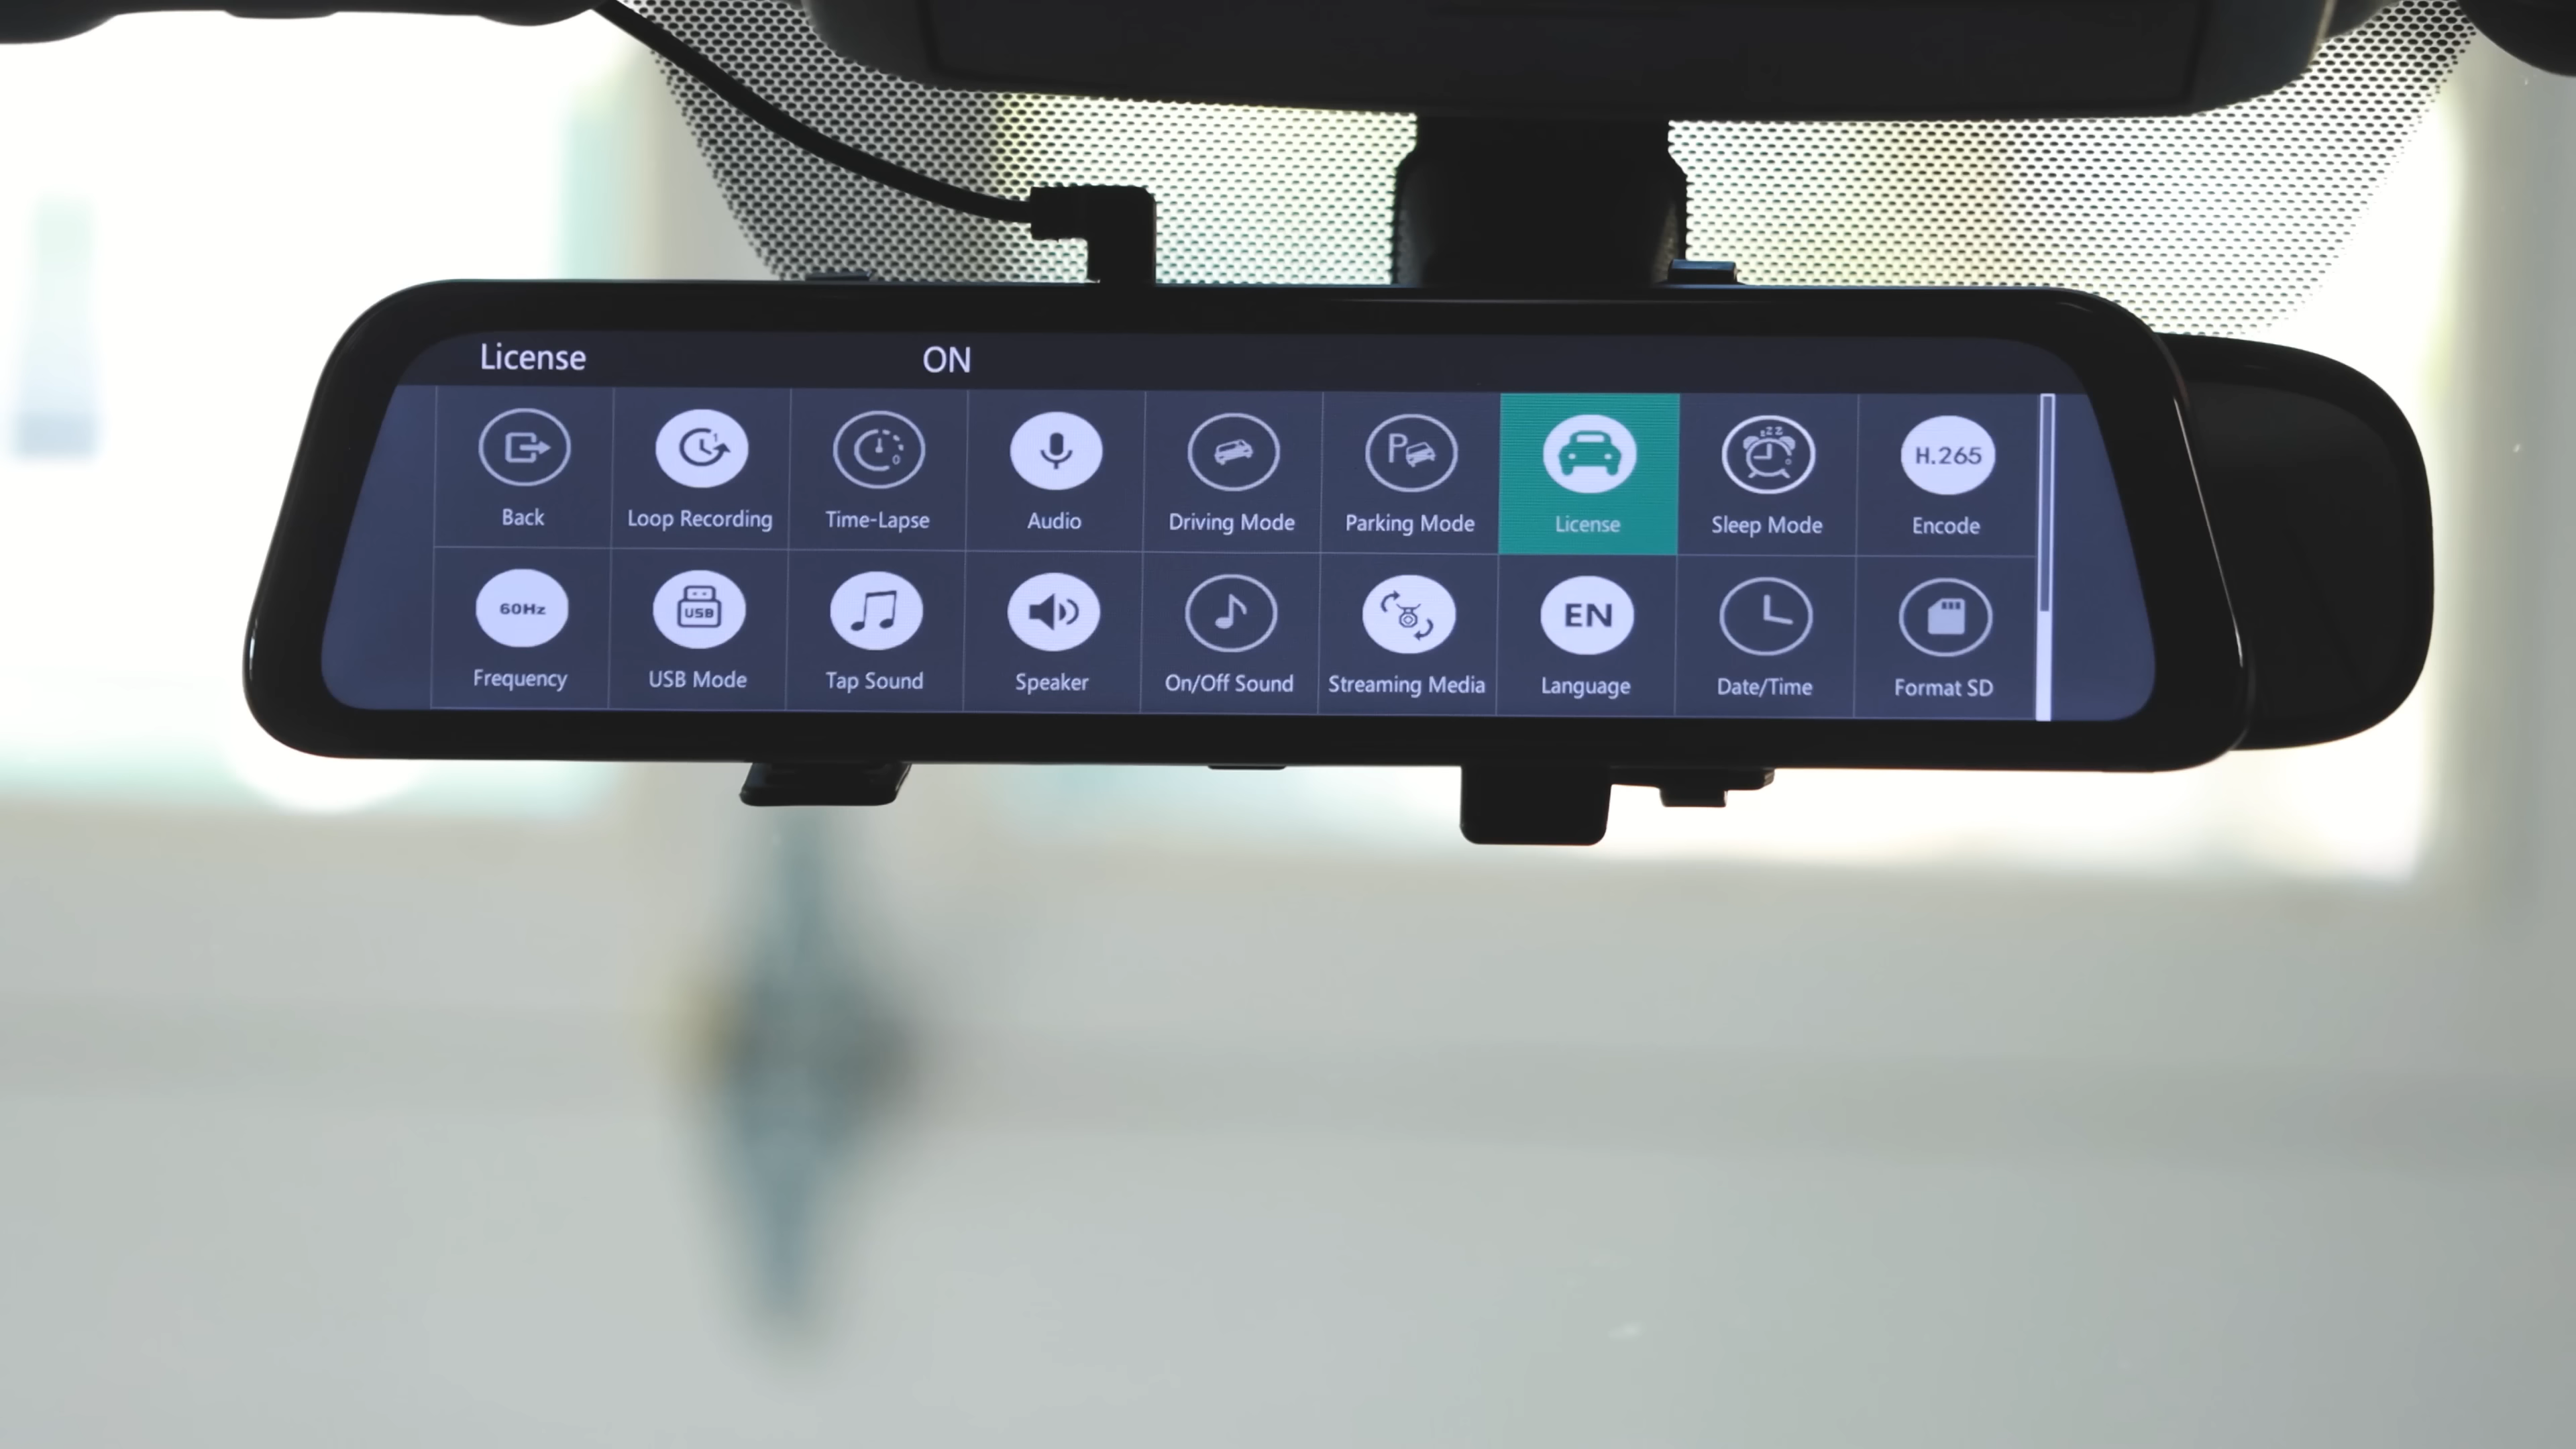 License ON
Back Loop Recording Time-Lapse Audio Driving Mode P Parking Mode License zzz Sleep Mode H.265 Encode
60Hz Frequency USB USB Mode Tap Sound Speaker On/Off Sound Streaming Media EN Language Date/Time Format SD